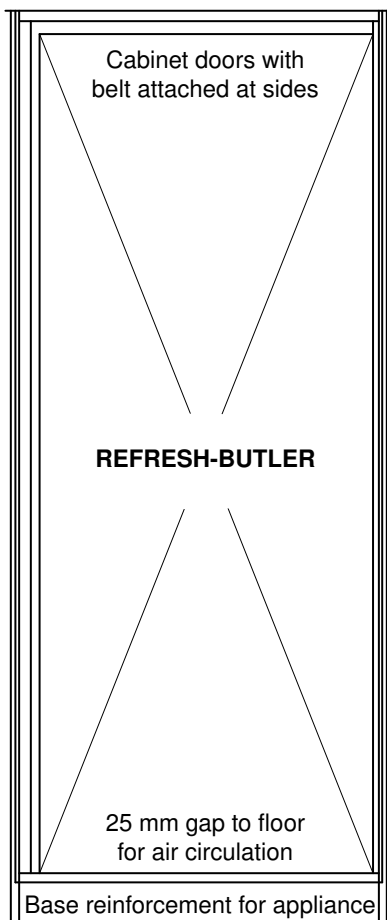 Cabinet doors with
belt attached at sides
REFRESH-BUTLER
25 mm gap to floor
for air circulation
Base reinforcement for appliance